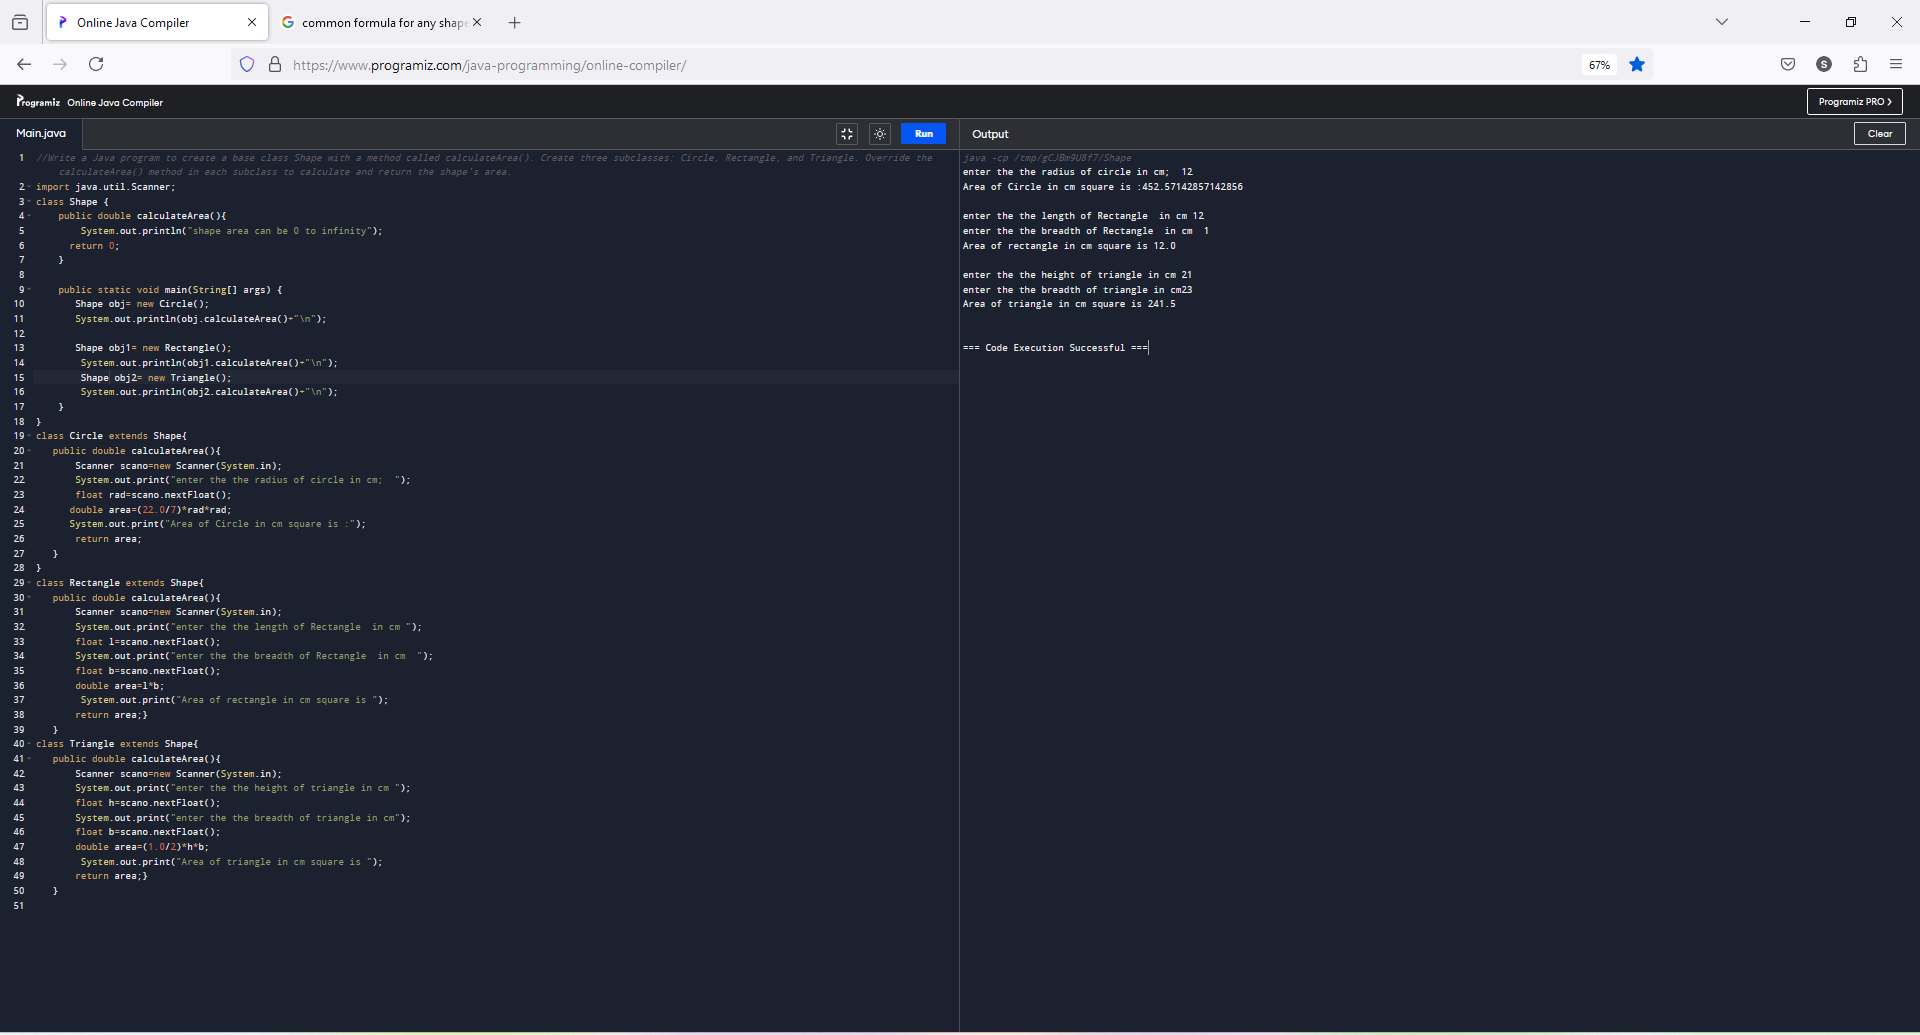 Online Java Compiler
common formula for any shap
https://www.programiz.com/java-programming/online-compiler/
67%
S
Programiz Online Java Compiler
Programiz PRO
Main.java
Run
Output
Clear
1 //Write a Java program to create a base class Shape with a method called calculateArea(). Create three subclasses: Circle, Rectangle, and Triangle. Override the
calculateArea() method in each subclass to calculate and return the shape's area.
2 import java.util.Scanner;
3 class Shape {
4 public double calculateArea(){
5 System.out.println("shape area can be 0 to infinity");
6 return 0;
7 }
8
9 public static void main(String[] args) {
10 Shape obj= new Circle();
11 System.out.println(obj.calculateArea()+"\n");
12
13 Shape obj1= new Rectangle();
14 System.out.println(obj1.calculateArea()+"\n");
15 Shape obj2= new Triangle();
16 System.out.println(obj2.calculateArea()+"\n");
17 }
18 }
19 class Circle extends Shape{
20 public double calculateArea(){
21 Scanner scano=new Scanner(System.in);
22 System.out.print("enter the the radius of circle in cm;  ");
23 float rad=scano.nextFloat();
24 double area=(22.0/7)*rad*rad;
25 System.out.print("Area of Circle in cm square is :");
26 return area;
27 }
28 }
29 class Rectangle extends Shape{
30 public double calculateArea(){
31 Scanner scano=new Scanner(System.in);
32 System.out.print("enter the the length of Rectangle  in cm ");
33 float l=scano.nextFloat();
34 System.out.print("enter the the breadth of Rectangle  in cm  ");
35 float b=scano.nextFloat();
36 double area=l*b;
37 System.out.print("Area of rectangle in cm square is ");
38 return area;}
39 }
40 class Triangle extends Shape{
41 public double calculateArea(){
42 Scanner scano=new Scanner(System.in);
43 System.out.print("enter the the height of triangle in cm ");
44 float h=scano.nextFloat();
45 System.out.print("enter the the breadth of triangle in cm");
46 float b=scano.nextFloat();
47 double area=(1.0/2)*h*b;
48 System.out.print("Area of triangle in cm square is ");
49 return area;}
50 }
51
java -cp /tmp/gCJBm9U8f7/Shape
enter the the radius of circle in cm;  12
Area of Circle in cm square is :452.57142857142856
enter the the length of Rectangle  in cm 12
enter the the breadth of Rectangle  in cm  1
Area of rectangle in cm square is 12.0
enter the the height of triangle in cm 21
enter the the breadth of triangle in cm23
Area of triangle in cm square is 241.5
=== Code Execution Successful ===